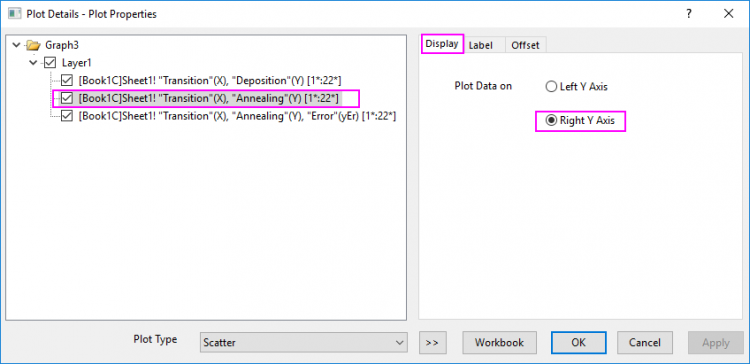 Plot Details - Plot Properties
Graph3
Layer1
[Book1C]Sheet1! "Transition"(X), "Deposition"(Y) [1*:22*]
[Book1C]Sheet1! "Transition"(X), "Annealing"(Y) [1*:22*]
[Book1C]Sheet1! "Transition"(X), "Annealing"(Y), "Error"(yEr) [1*:22*]
Display Label Offset
Plot Data on
Left Y Axis
Right Y Axis
Plot Type Scatter >> Workbook OK Cancel Apply